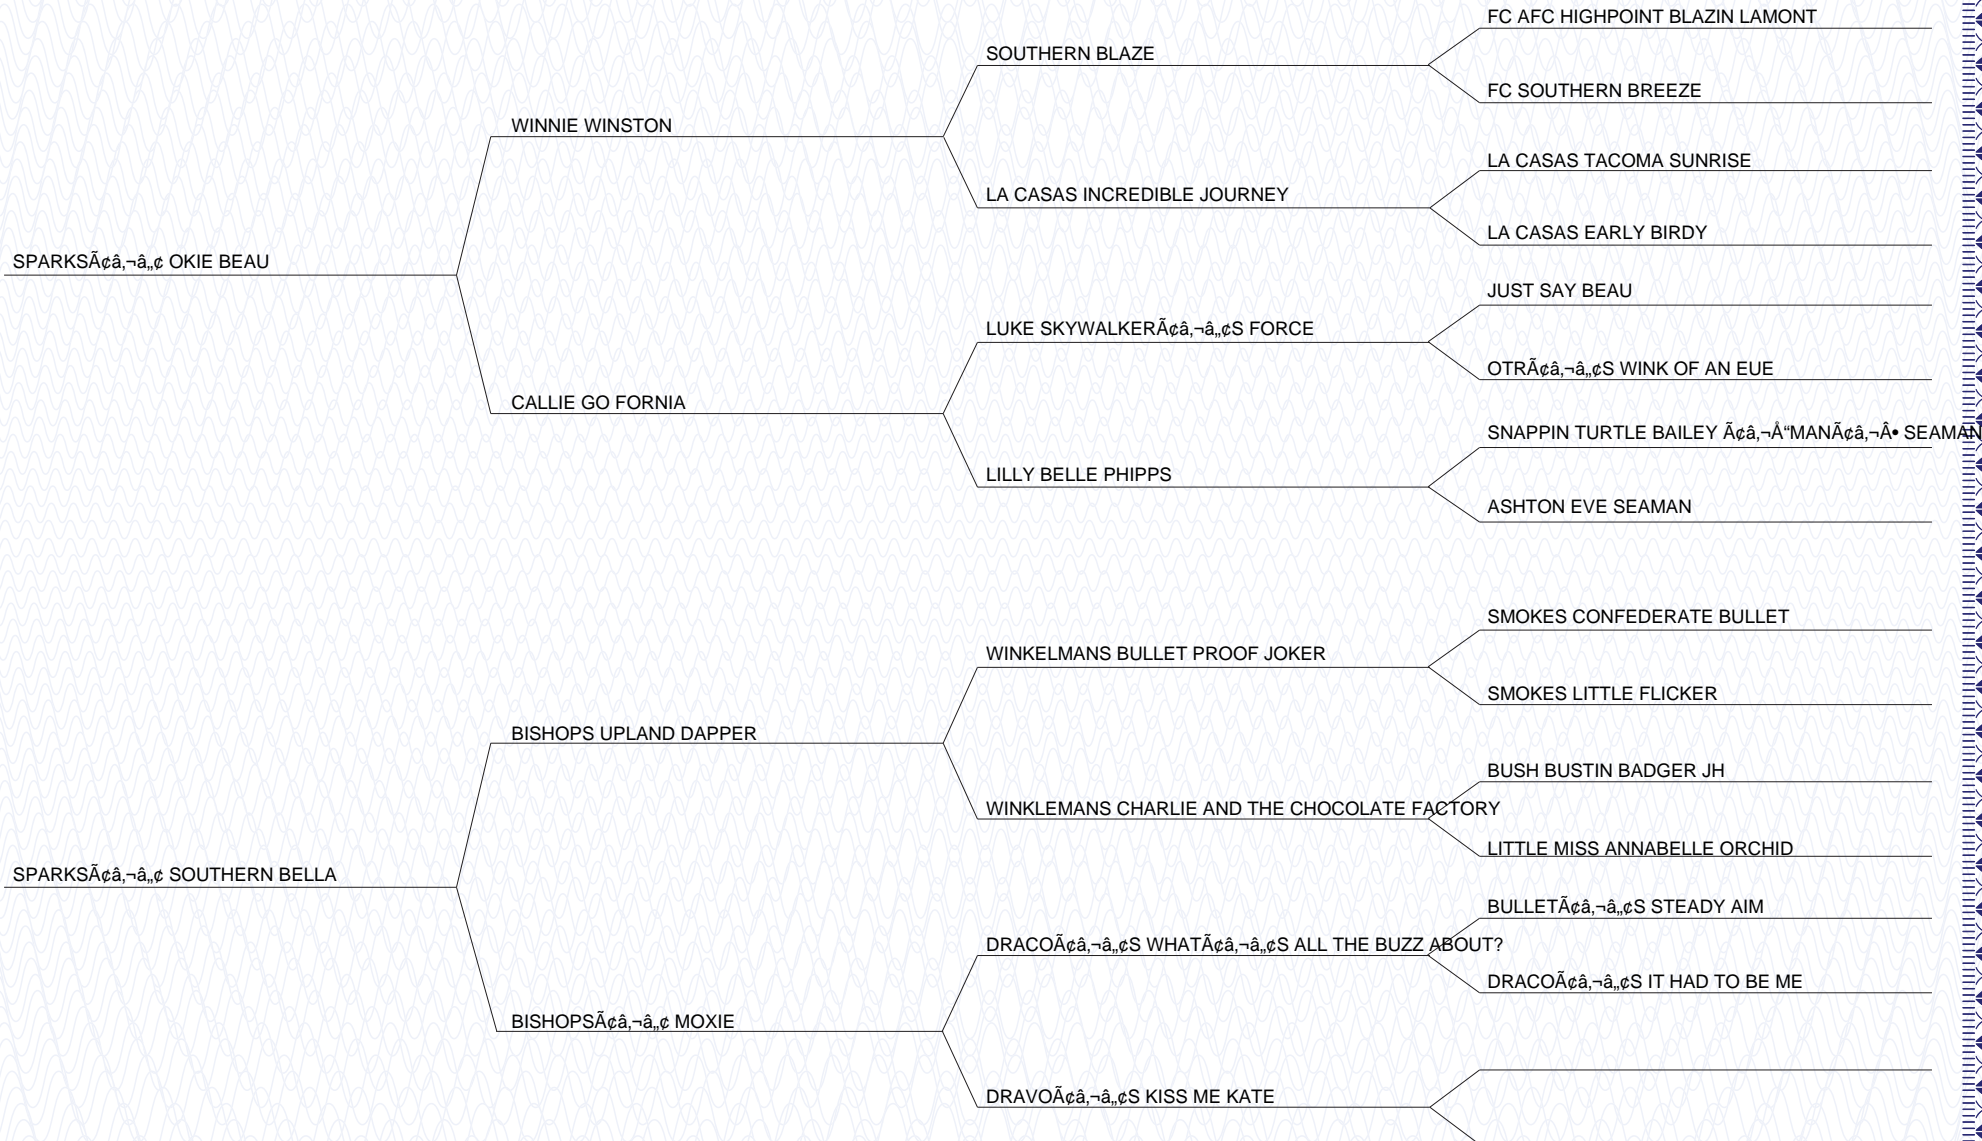 FC AFC HIGHPOINT BLAZIN LAMONT
SOUTHERN BLAZE
FC SOUTHERN BREEZE
WINNIE WINSTON
LA CASAS TACOMA SUNRISE
LA CASAS INCREDIBLE JOURNEY
LA CASAS EARLY BIRDY
SPARKSÃ¢â‚¬â„¢ OKIE BEAU
JUST SAY BEAU
LUKE SKYWALKERÃ¢â‚¬â„¢S FORCE
OTRÃ¢â‚¬â„¢S WINK OF AN EUE
CALLIE GO FORNIA
SNAPPIN TURTLE BAILEY Ã¢â‚¬Å“MANÃ¢â‚¬Â• SEAMAN
LILLY BELLE PHIPPS
ASHTON EVE SEAMAN
SMOKES CONFEDERATE BULLET
WINKELMANS BULLET PROOF JOKER
SMOKES LITTLE FLICKER
BISHOPS UPLAND DAPPER
BUSH BUSTIN BADGER JH
WINKLEMANS CHARLIE AND THE CHOCOLATE FACTORY
LITTLE MISS ANNABELLE ORCHID
SPARKSÃ¢â‚¬â„¢ SOUTHERN BELLA
BULLETÃ¢â‚¬â„¢S STEADY AIM
DRACOÃ¢â‚¬â„¢S WHATÃ¢â‚¬â„¢S ALL THE BUZZ ABOUT?
DRACOÃ¢â‚¬â„¢S IT HAD TO BE ME
BISHOPSÃ¢â‚¬â„¢ MOXIE
DRAVOÃ¢â‚¬â„¢S KISS ME KATE